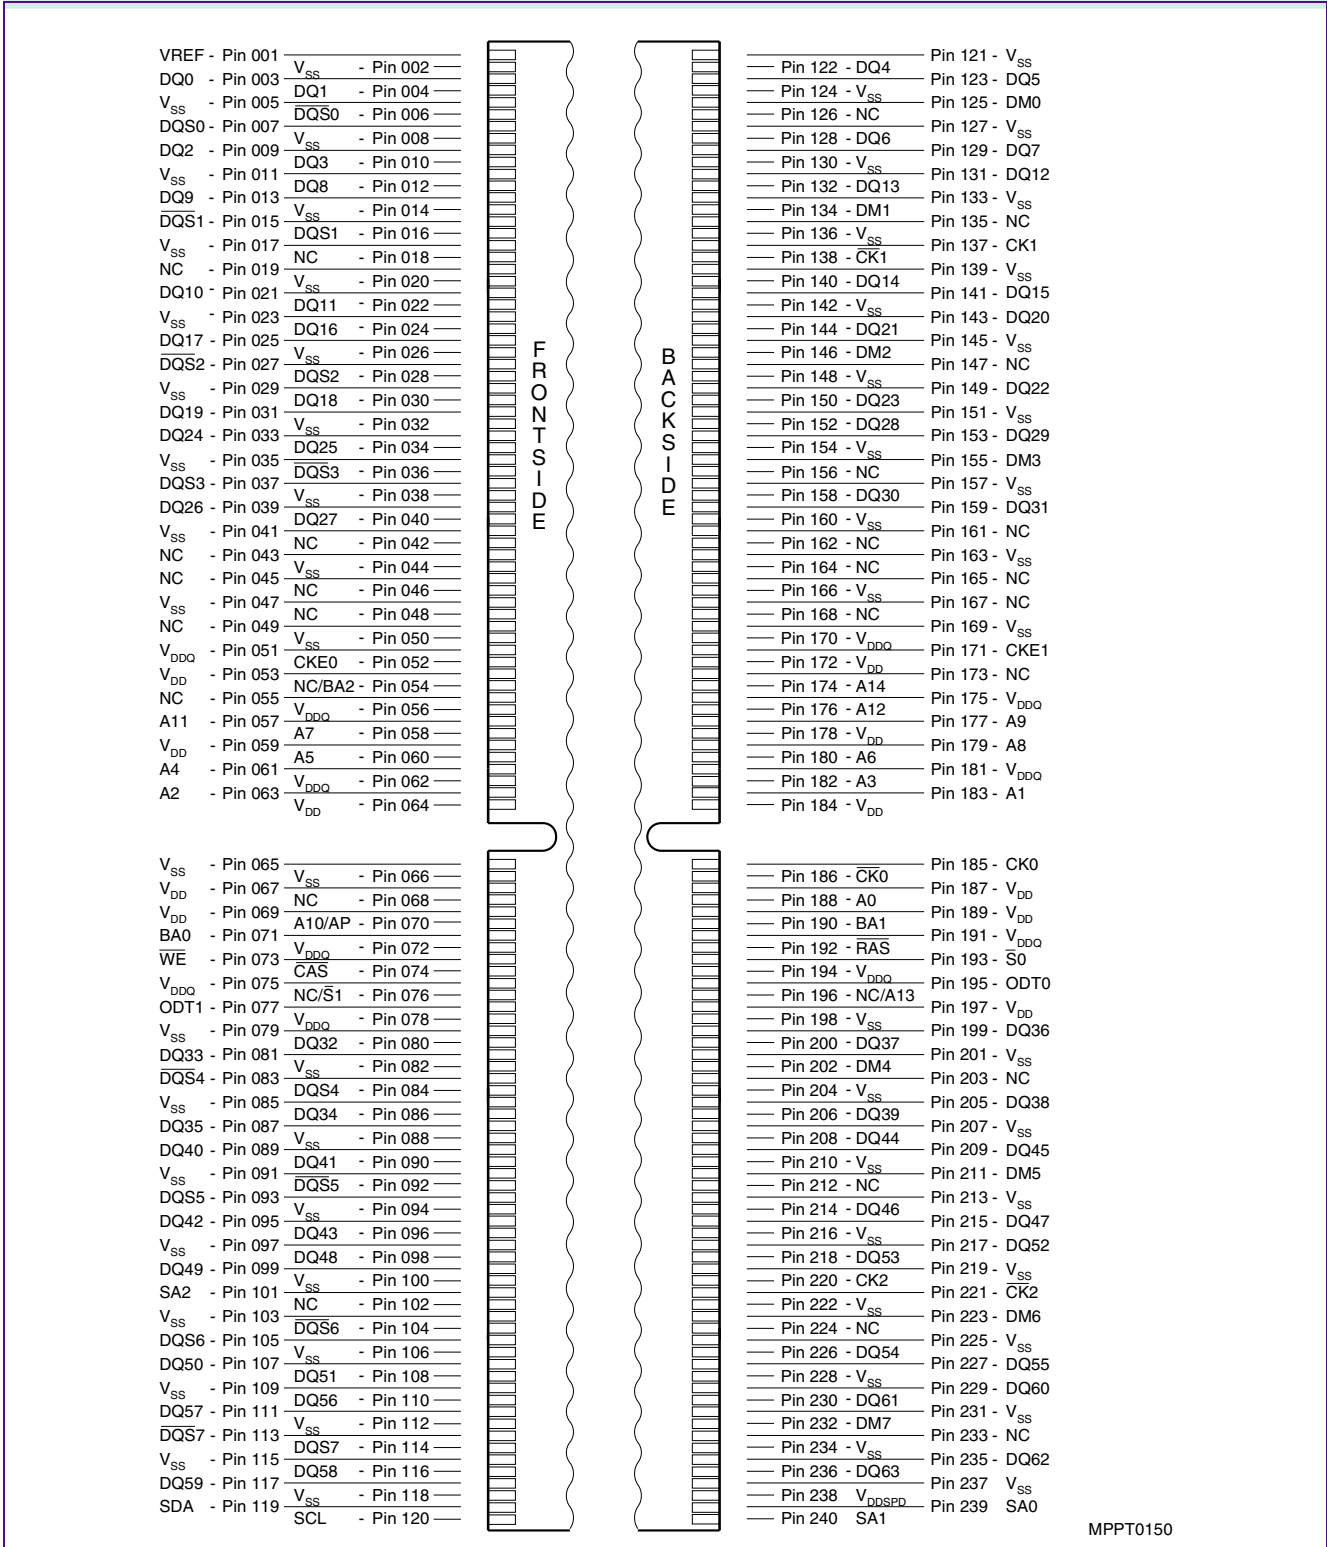 VREF - Pin 001
VSS - Pin 002
DQ0 - Pin 003
DQ1 - Pin 004
VSS - Pin 005
D̅Q̅S̅0 - Pin 006
DQS0 - Pin 007
VSS - Pin 008
DQ2 - Pin 009
DQ3 - Pin 010
VSS - Pin 011
DQ8 - Pin 012
DQ9 - Pin 013
VSS - Pin 014
D̅Q̅S̅1 - Pin 015
DQS1 - Pin 016
VSS - Pin 017
NC - Pin 018
NC - Pin 019
VSS - Pin 020
DQ10 - Pin 021
DQ11 - Pin 022
VSS - Pin 023
DQ16 - Pin 024
DQ17 - Pin 025
VSS - Pin 026
D̅Q̅S̅2 - Pin 027
DQS2 - Pin 028
VSS - Pin 029
DQ18 - Pin 030
DQ19 - Pin 031
VSS - Pin 032
DQ24 - Pin 033
DQ25 - Pin 034
VSS - Pin 035
D̅Q̅S̅3 - Pin 036
DQS3 - Pin 037
VSS - Pin 038
DQ26 - Pin 039
DQ27 - Pin 040
VSS - Pin 041
NC - Pin 042
NC - Pin 043
VSS - Pin 044
NC - Pin 045
NC - Pin 046
VSS - Pin 047
NC - Pin 048
NC - Pin 049
VSS - Pin 050
VDDQ - Pin 051
CKE0 - Pin 052
VDD - Pin 053
NC/BA2 - Pin 054
NC - Pin 055
VDDQ - Pin 056
A11 - Pin 057
A7 - Pin 058
VDD - Pin 059
A5 - Pin 060
A4 - Pin 061
VDDQ - Pin 062
A2 - Pin 063
VDD - Pin 064
VSS - Pin 065
VSS - Pin 066
VDD - Pin 067
NC - Pin 068
VDD - Pin 069
A10/AP - Pin 070
BA0 - Pin 071
VDDQ - Pin 072
W̅E̅ - Pin 073
C̅A̅S̅ - Pin 074
VDDQ - Pin 075
NC/S̅1 - Pin 076
ODT1 - Pin 077
VDDQ - Pin 078
VSS - Pin 079
DQ32 - Pin 080
DQ33 - Pin 081
VSS - Pin 082
D̅Q̅S̅4 - Pin 083
DQS4 - Pin 084
VSS - Pin 085
DQ34 - Pin 086
DQ35 - Pin 087
VSS - Pin 088
DQ40 - Pin 089
DQ41 - Pin 090
VSS - Pin 091
D̅Q̅S̅5 - Pin 092
DQS5 - Pin 093
VSS - Pin 094
DQ42 - Pin 095
DQ43 - Pin 096
VSS - Pin 097
DQ48 - Pin 098
DQ49 - Pin 099
VSS - Pin 100
SA2 - Pin 101
NC - Pin 102
VSS - Pin 103
D̅Q̅S̅6 - Pin 104
DQS6 - Pin 105
VSS - Pin 106
DQ50 - Pin 107
DQ51 - Pin 108
VSS - Pin 109
DQ56 - Pin 110
DQ57 - Pin 111
VSS - Pin 112
D̅Q̅S̅7 - Pin 113
DQS7 - Pin 114
VSS - Pin 115
DQ58 - Pin 116
DQ59 - Pin 117
VSS - Pin 118
SDA - Pin 119
SCL - Pin 120
FRONTSIDE
BACKSIDE
Pin 121 - VSS
Pin 122 - DQ4
Pin 123 - DQ5
Pin 124 - VSS
Pin 125 - DM0
Pin 126 - NC
Pin 127 - VSS
Pin 128 - DQ6
Pin 129 - DQ7
Pin 130 - VSS
Pin 131 - DQ12
Pin 132 - DQ13
Pin 133 - VSS
Pin 134 - DM1
Pin 135 - NC
Pin 136 - VSS
Pin 137 - CK1
Pin 138 - C̅K̅1
Pin 139 - VSS
Pin 140 - DQ14
Pin 141 - DQ15
Pin 142 - VSS
Pin 143 - DQ20
Pin 144 - DQ21
Pin 145 - VSS
Pin 146 - DM2
Pin 147 - NC
Pin 148 - VSS
Pin 149 - DQ22
Pin 150 - DQ23
Pin 151 - VSS
Pin 152 - DQ28
Pin 153 - DQ29
Pin 154 - VSS
Pin 155 - DM3
Pin 156 - NC
Pin 157 - VSS
Pin 158 - DQ30
Pin 159 - DQ31
Pin 160 - VSS
Pin 161 - NC
Pin 162 - NC
Pin 163 - VSS
Pin 164 - NC
Pin 165 - NC
Pin 166 - VSS
Pin 167 - NC
Pin 168 - NC
Pin 169 - VSS
Pin 170 - VDDQ
Pin 171 - CKE1
Pin 172 - VDD
Pin 173 - NC
Pin 174 - A14
Pin 175 - VDDQ
Pin 176 - A12
Pin 177 - A9
Pin 178 - VDD
Pin 179 - A8
Pin 180 - A6
Pin 181 - VDDQ
Pin 182 - A3
Pin 183 - A1
Pin 184 - VDD
Pin 185 - CK0
Pin 186 - C̅K̅0
Pin 187 - VDD
Pin 188 - A0
Pin 189 - VDD
Pin 190 - BA1
Pin 191 - VDDQ
Pin 192 - R̅A̅S̅
Pin 193 - S̅0
Pin 194 - VDDQ
Pin 195 - ODT0
Pin 196 - NC/A13
Pin 197 - VDD
Pin 198 - VSS
Pin 199 - DQ36
Pin 200 - DQ37
Pin 201 - VSS
Pin 202 - DM4
Pin 203 - NC
Pin 204 - VSS
Pin 205 - DQ38
Pin 206 - DQ39
Pin 207 - VSS
Pin 208 - DQ44
Pin 209 - DQ45
Pin 210 - VSS
Pin 211 - DM5
Pin 212 - NC
Pin 213 - VSS
Pin 214 - DQ46
Pin 215 - DQ47
Pin 216 - VSS
Pin 217 - DQ52
Pin 218 - DQ53
Pin 219 - VSS
Pin 220 - CK2
Pin 221 - C̅K̅2
Pin 222 - VSS
Pin 223 - DM6
Pin 224 - NC
Pin 225 - VSS
Pin 226 - DQ54
Pin 227 - DQ55
Pin 228 - VSS
Pin 229 - DQ60
Pin 230 - DQ61
Pin 231 - VSS
Pin 232 - DM7
Pin 233 - NC
Pin 234 - VSS
Pin 235 - DQ62
Pin 236 - DQ63
Pin 237 VSS
Pin 238 VDDSPD
Pin 239 SA0
Pin 240 SA1
MPPT0150